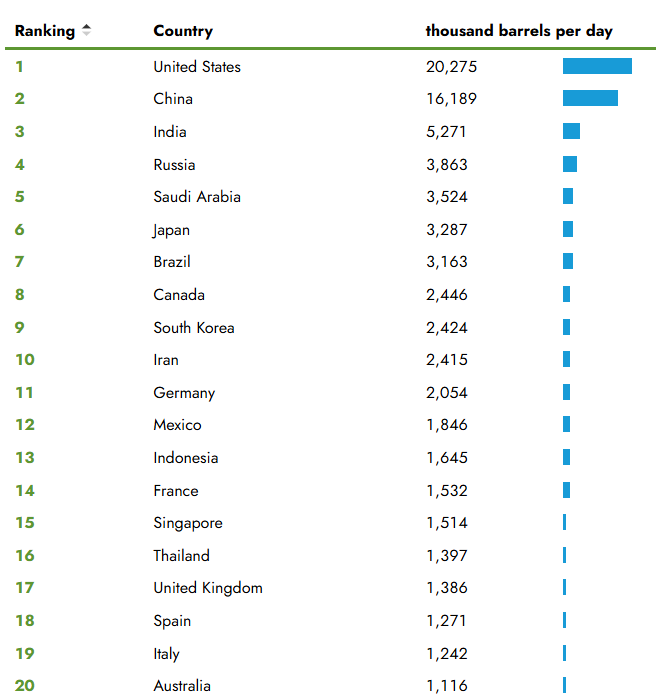 Ranking Country thousand barrels per day
1 United States 20,275
2 China 16,189
3 India 5,271
4 Russia 3,863
5 Saudi Arabia 3,524
6 Japan 3,287
7 Brazil 3,163
8 Canada 2,446
9 South Korea 2,424
10 Iran 2,415
11 Germany 2,054
12 Mexico 1,846
13 Indonesia 1,645
14 France 1,532
15 Singapore 1,514
16 Thailand 1,397
17 United Kingdom 1,386
18 Spain 1,271
19 Italy 1,242
20 Australia 1,116